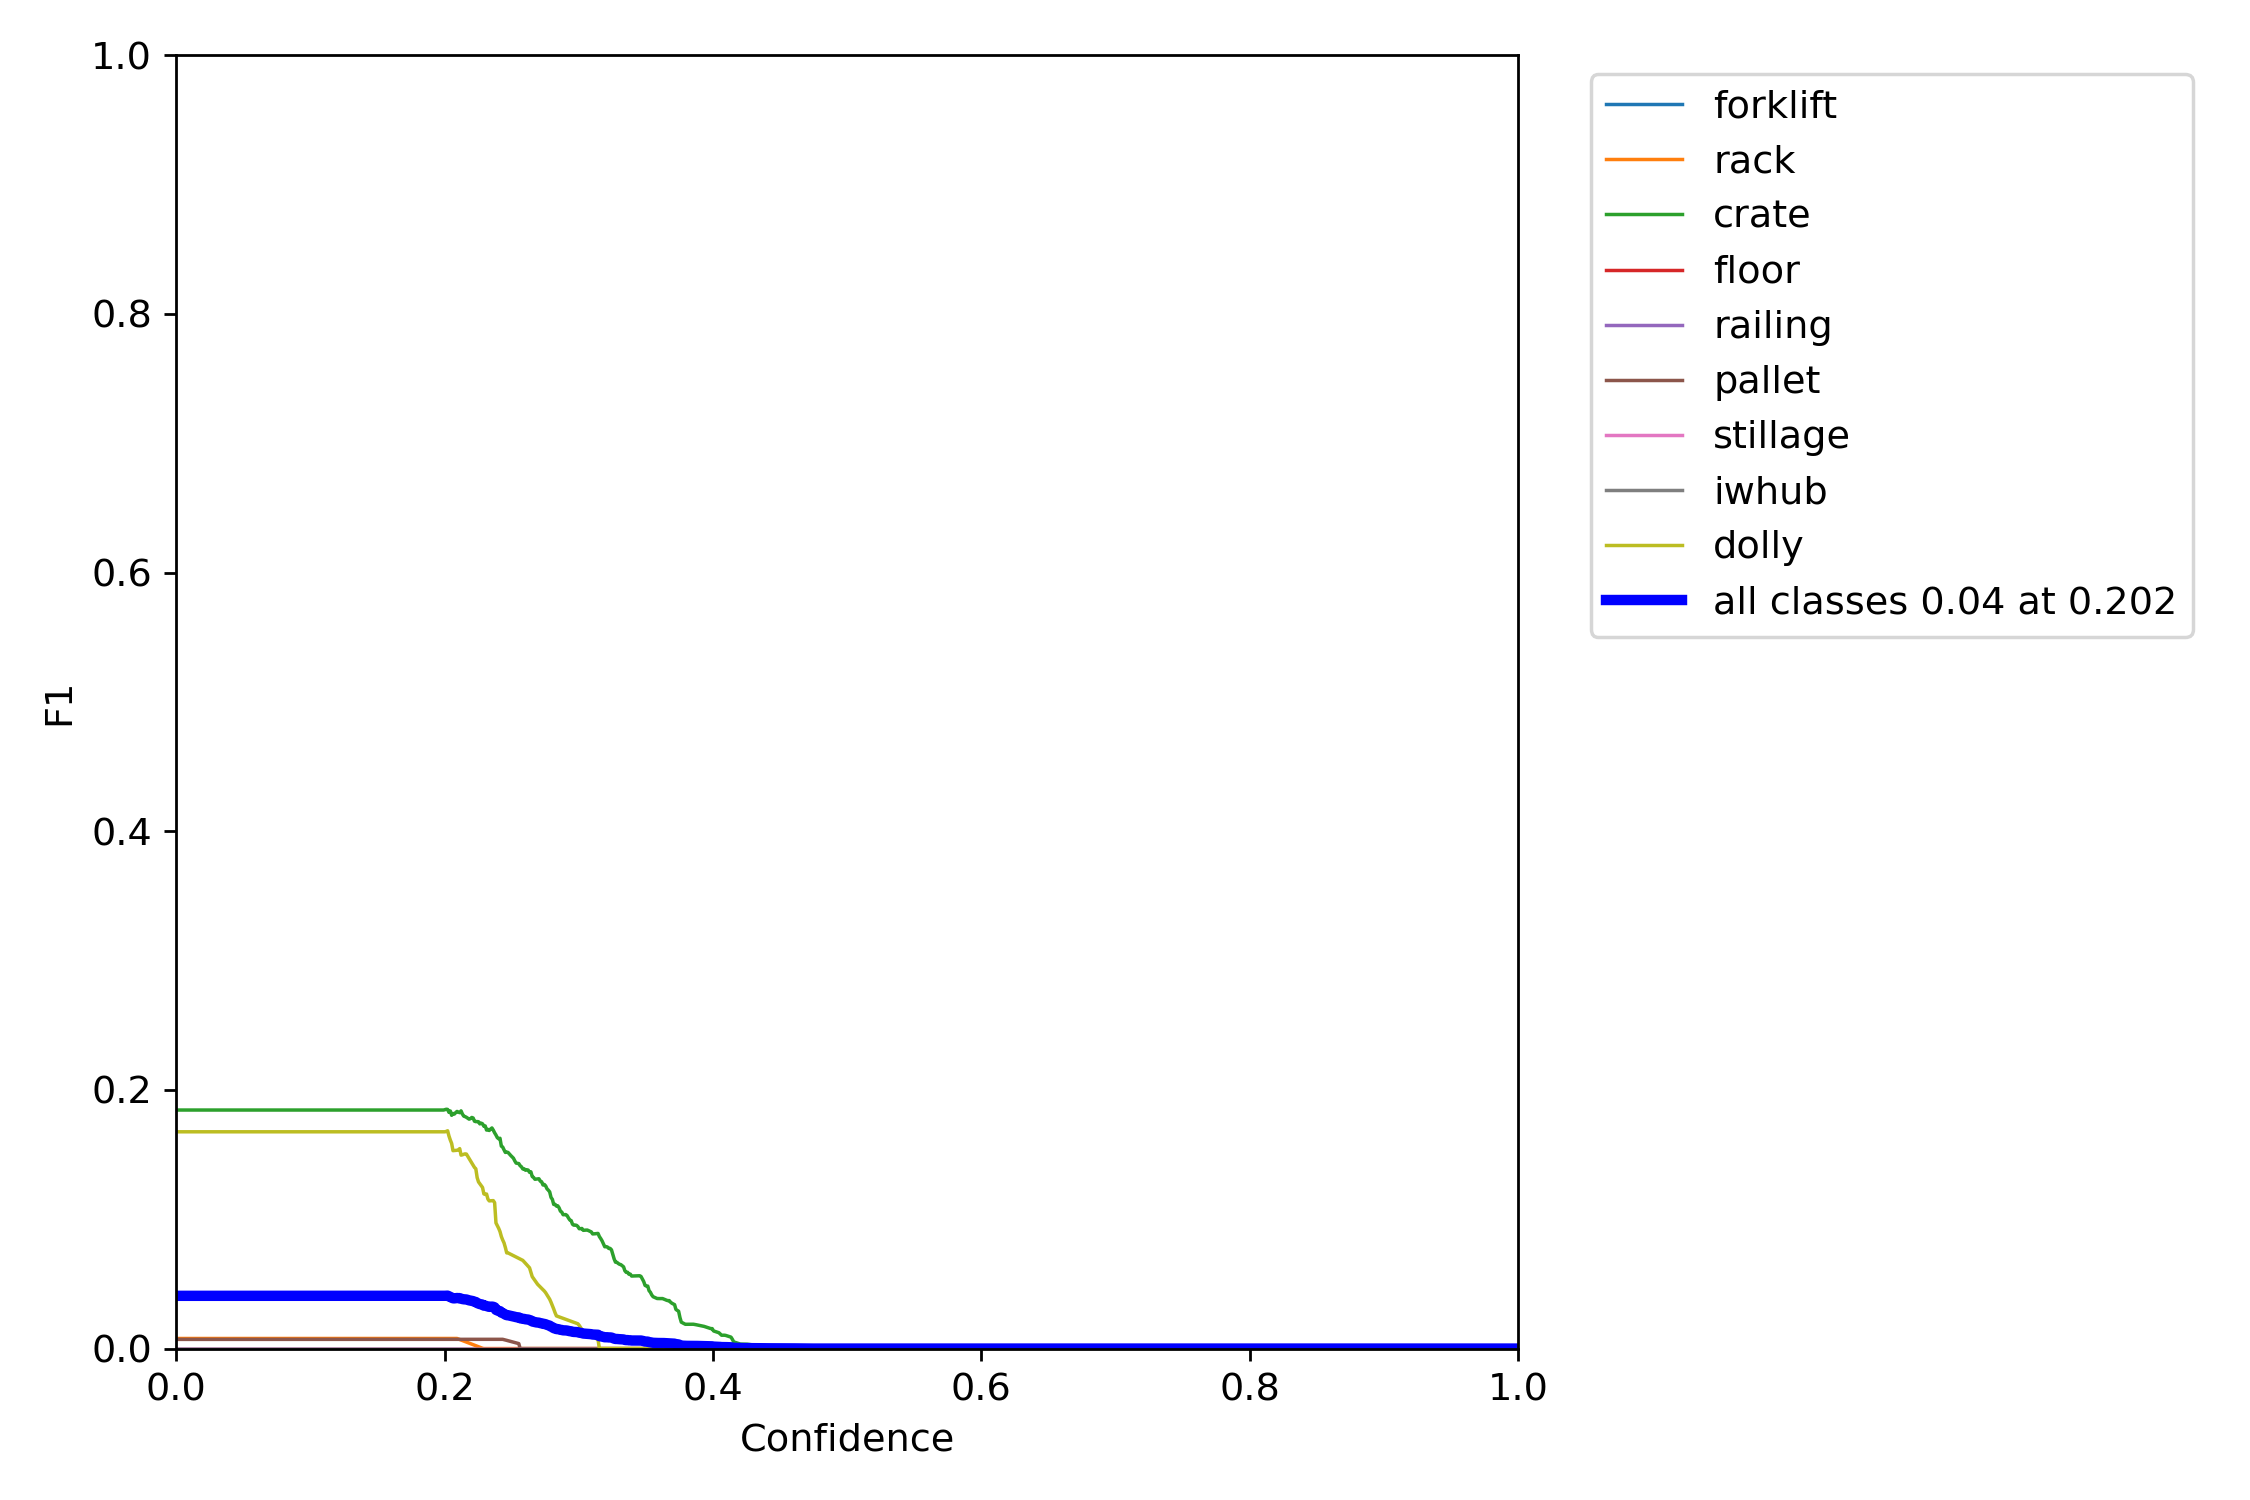 1.0
0.8
0.6
0.4
0.2
0.0
F1
0.0 0.2 0.4 0.6 0.8 1.0
Confidence
forklift
rack
crate
floor
railing
pallet
stillage
iwhub
dolly
all classes 0.04 at 0.202